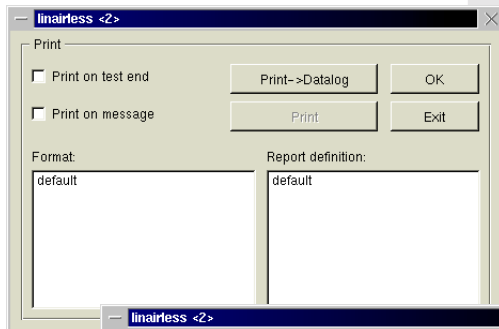 linairless <2>
Print
Print on test end
Print->Datalog
OK
Print on message
Print
Exit
Format:
Report definition:
default
default
linairless <2>